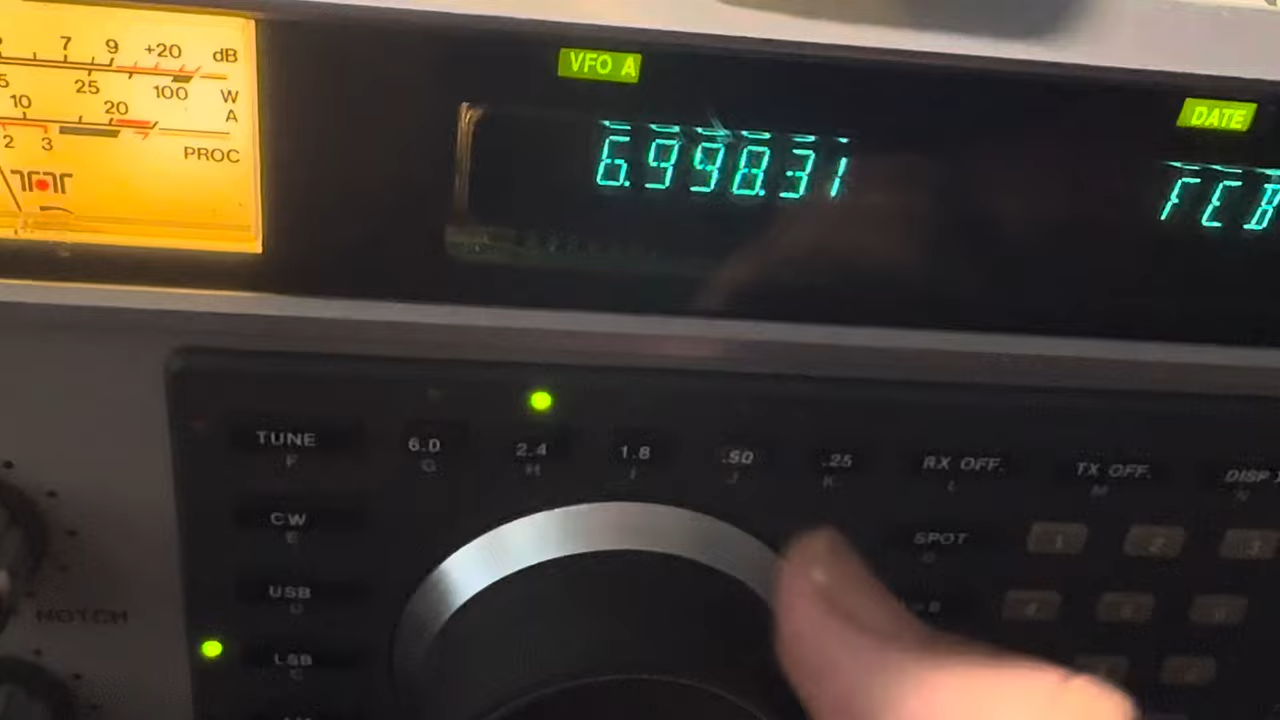 7 9 +20 dB
25 100 W
10 20 A
2 3
PROC
VFO A
6.998.31
DATE
FEB
TUNE
F
6.0
G
2.4
H
1.8
I
.50
J
.25
K
RX OFF.
L
TX OFF.
M
DISP
N
CW
E
SPOT
O
1 2 3
USB
D
NOTCH
LSB
C